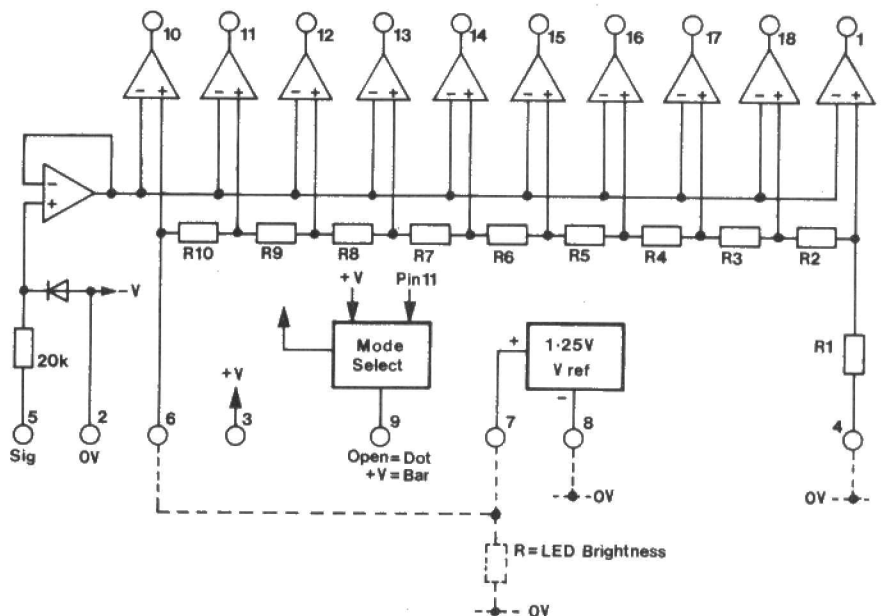 10 11 12 13 14 15 16 17 18 1
- + - + - + - + - + - + - + - + - + - +
-
+
R10 R9 R8 R7 R6 R5 R4 R3 R2
-V
+V Pin11
20k
Mode
Select
+
1·25V
V ref
-
R1
+V
5 2 6 3 9 7 8 4
Sig 0V
Open = Dot
+V = Bar
0V 0V
R = LED Brightness
0V